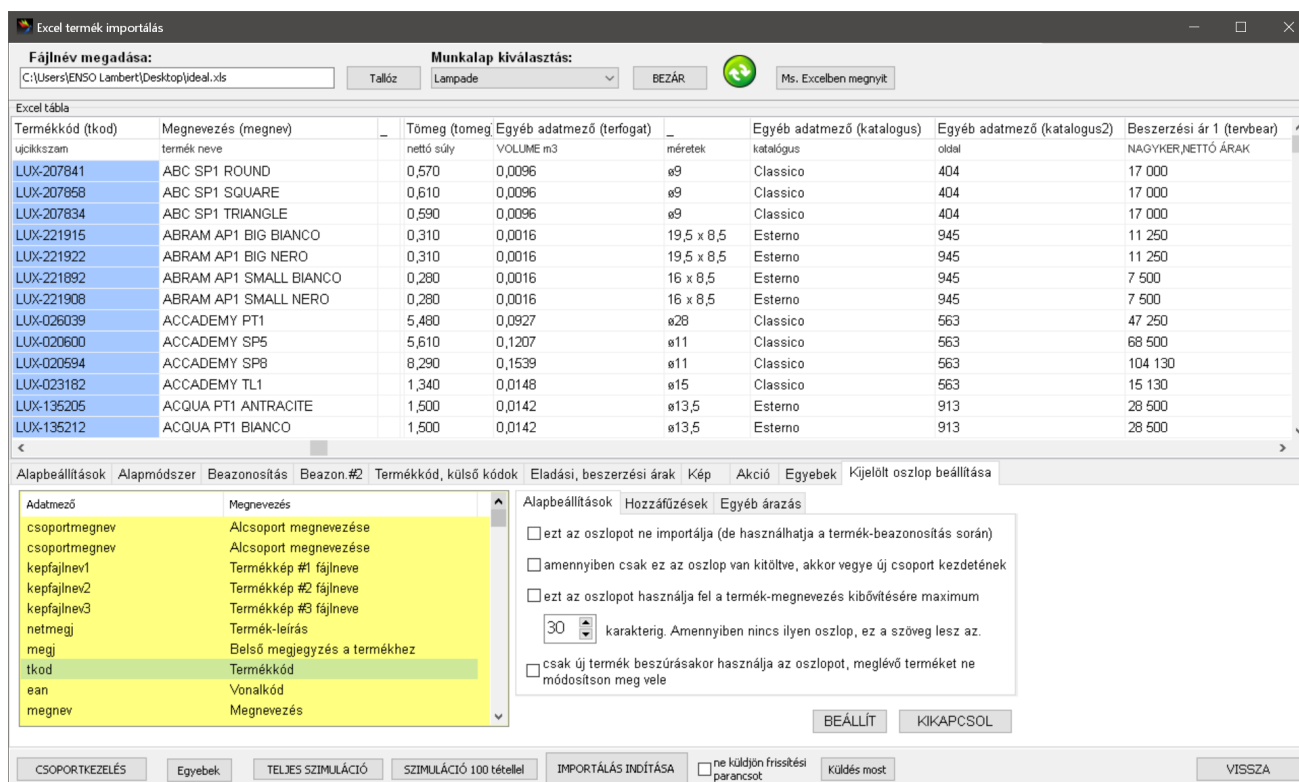 Excel termék importálás
Fájlnév megadása: Munkalap kiválasztás:
C:\Users\ENSO Lambert\Desktop\ideal.xls Tallóz Lampade BEZÁR Ms. Excelben megnyit
Excel tábla
Termékkód (tkod) Megnevezés (megnev) _ Tömeg (tomeg) Egyéb adatmező (terfogat) _ Egyéb adatmező (katalogus) Egyéb adatmező (katalogus2) Beszerzési ár 1 (tervbear)
ujcikkszam termék neve nettó súly VOLUME m3 méretek katalógus oldal NAGYKER,NETTÓ ÁRAK
LUX-207841 ABC SP1 ROUND 0,570 0,0096 ø9 Classico 404 17 000
LUX-207858 ABC SP1 SQUARE 0,610 0,0096 ø9 Classico 404 17 000
LUX-207834 ABC SP1 TRIANGLE 0,590 0,0096 ø9 Classico 404 17 000
LUX-221915 ABRAM AP1 BIG BIANCO 0,310 0,0016 19,5 x 8,5 Esterno 945 11 250
LUX-221922 ABRAM AP1 BIG NERO 0,310 0,0016 19,5 x 8,5 Esterno 945 11 250
LUX-221892 ABRAM AP1 SMALL BIANCO 0,280 0,0016 16 x 8,5 Esterno 945 7 500
LUX-221908 ABRAM AP1 SMALL NERO 0,280 0,0016 16 x 8,5 Esterno 945 7 500
LUX-026039 ACCADEMY PT1 5,480 0,0927 ø28 Classico 563 47 250
LUX-020600 ACCADEMY SP5 5,610 0,1207 ø11 Classico 563 68 500
LUX-020594 ACCADEMY SP8 8,290 0,1539 ø11 Classico 563 104 130
LUX-023182 ACCADEMY TL1 1,340 0,0148 ø15 Classico 563 15 130
LUX-135205 ACQUA PT1 ANTRACITE 1,500 0,0142 ø13,5 Esterno 913 28 500
LUX-135212 ACQUA PT1 BIANCO 1,500 0,0142 ø13,5 Esterno 913 28 500
Alapbeállítások Alapmódszer Beazonosítás Beazon.#2 Termékkód, külső kódok Eladási, beszerzési árak Kép Akció Egyebek Kijelölt oszlop beállítása
Adatmező Megnevezés
csoportmegnev Alcsoport megnevezése
csoportmegnev Alcsoport megnevezése
kepfajlnev1 Termékkép #1 fájlneve
kepfajlnev2 Termékkép #2 fájlneve
kepfajlnev3 Termékkép #3 fájlneve
netmegj Termék-leírás
megj Belső megjegyzés a termékhez
tkod Termékkód
ean Vonalkód
megnev Megnevezés
Alapbeállítások Hozzáfűzések Egyéb árazás
ezt az oszlopot ne importálja (de használhatja a termék-beazonosítás során)
amennyiben csak ez az oszlop van kitöltve, akkor vegye új csoport kezdetének
ezt az oszlopot használja fel a termék-megnevezés kibővítésére maximum
30 karakterig. Amennyiben nincs ilyen oszlop, ez a szöveg lesz az.
csak új termék beszúrásakor használja az oszlopot, meglévő terméket ne
módosítson meg vele
BEÁLLÍT KIKAPCSOL
CSOPORTKEZELÉS Egyebek TELJES SZIMULÁCIÓ SZIMULÁCIÓ 100 tétellel IMPORTÁLÁS INDÍTÁSA ne küldjön frissítési
parancsot Küldés most VISSZA